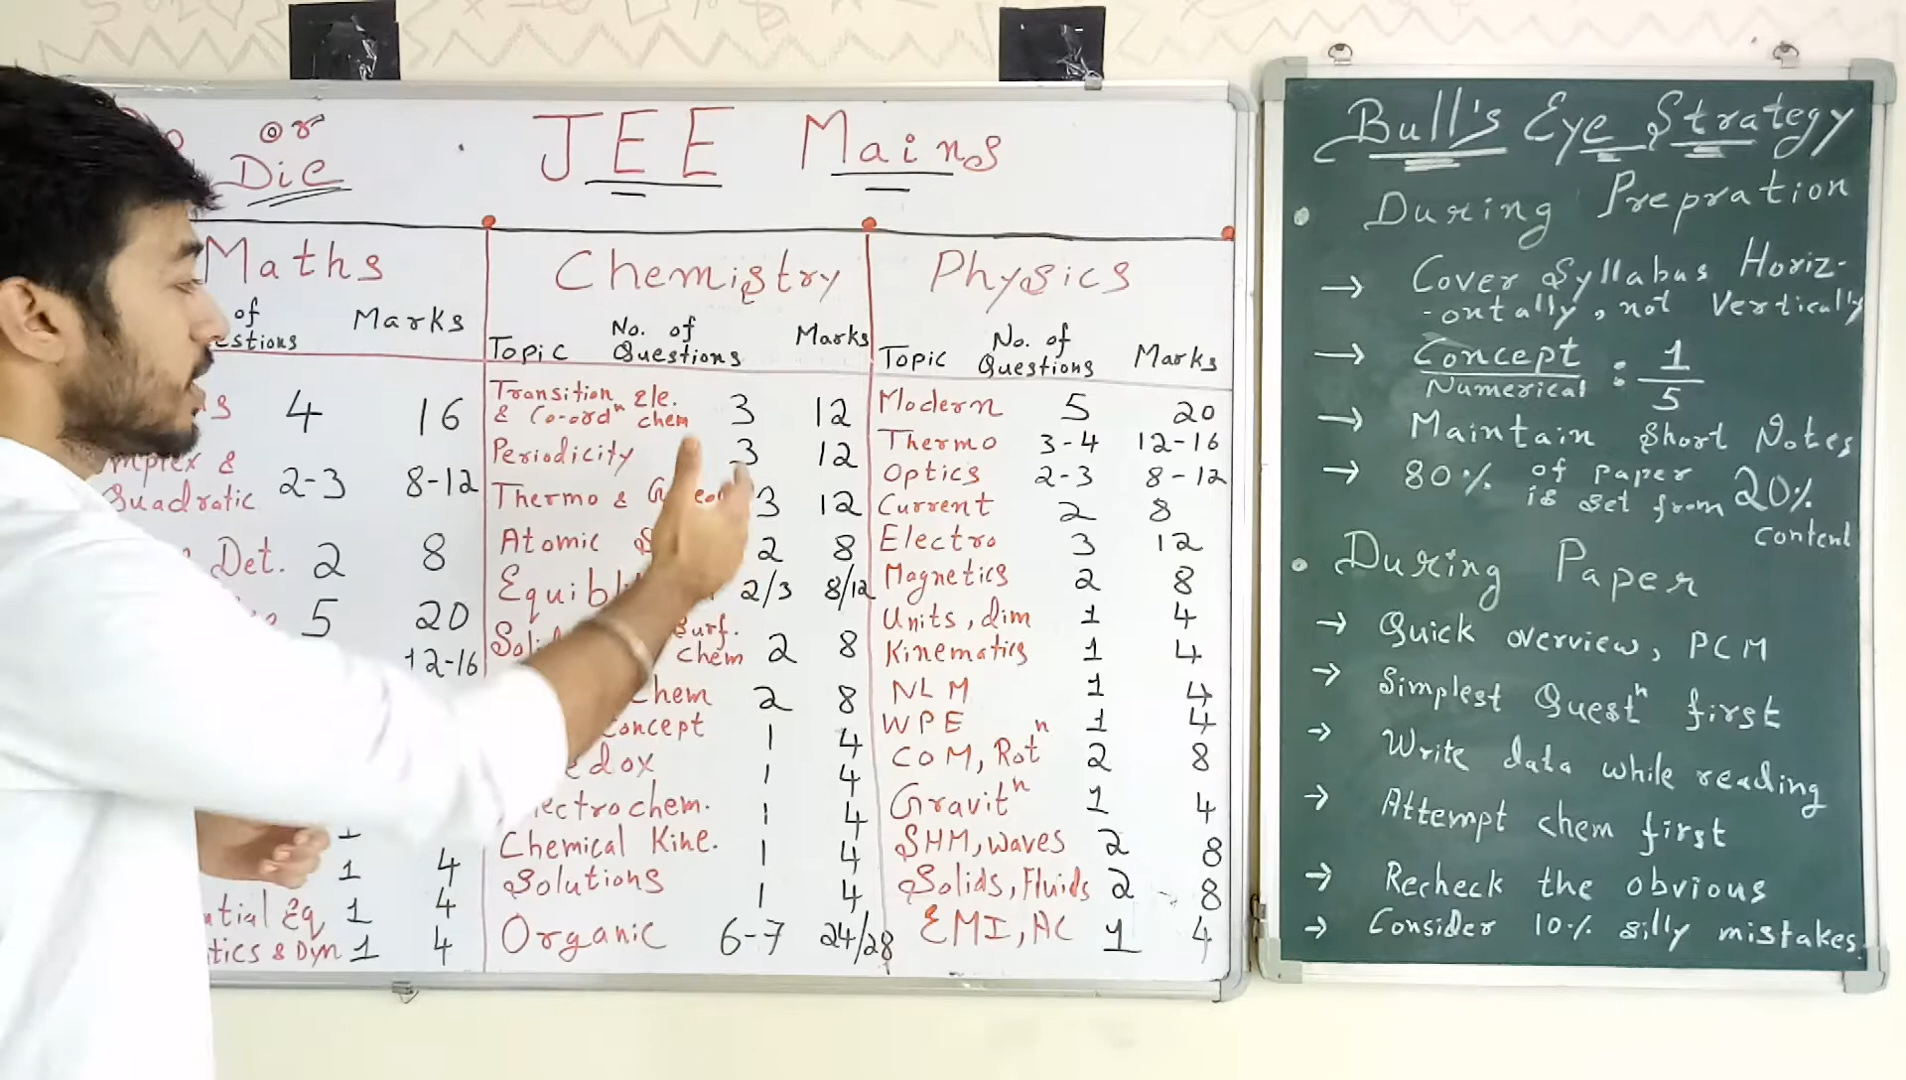 or
Die
JEE Mains
Maths
of
Marks
4 16
&
Quadratic 2-3 8-12
Det. 2 8
5 20
12-16
1
1 4
Eq 1 4
& Dyn 1 4
Chemistry
Topic No. of Questions Marks
Transition Ele.
& Co-ordⁿ chem 3 12
Periodicity 3 12
Thermo & 3 12
Atomic 2 8
2/3 8/12
Surf.
chem 2 8
Chem 2 8
1 4
1 4
1 4
Chemical Kine. 1 4
Solutions 1 4
Organic 6-7 24/28
Physics
Topic No. of Questions Marks
Modern 5 20
Thermo 3-4 12-16
Optics 2-3 8-12
Current 2 8
Electro 3 12
Magnetics 2 8
Units, dim 1 4
Kinematics 1 4
NLM 1 4
WPE 1 4
COM, Rotⁿ 2 8
Gravitⁿ 1 4
SHM, waves 2 8
Solids, Fluids 2 8
EMI, AC 1 4
Bull's Eye Strategy
• During Prepration
→ Cover Syllabus Horiz-
-ontally, not Vertically
→ Concept : 1
Numerical 5
→ Maintain Short Notes
→ 80% of paper
is set from 20%
content
• During Paper
→ Quick overview, PCM
→ Simplest Questⁿ first
→ Write data while reading
→ Attempt chem first
→ Recheck the obvious
→ Consider 10% silly mistakes.